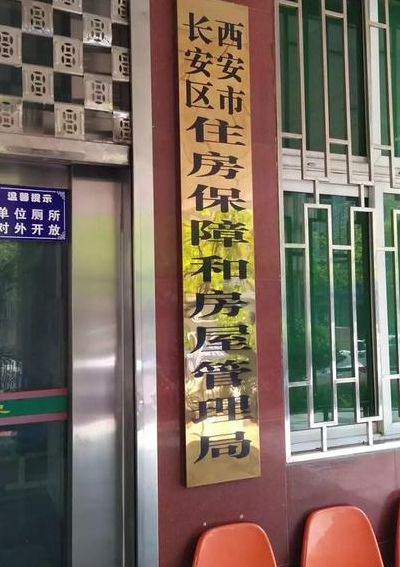 西安市
长安区
住房保障和房屋管理局
温馨提示
单位厕所
对外开放